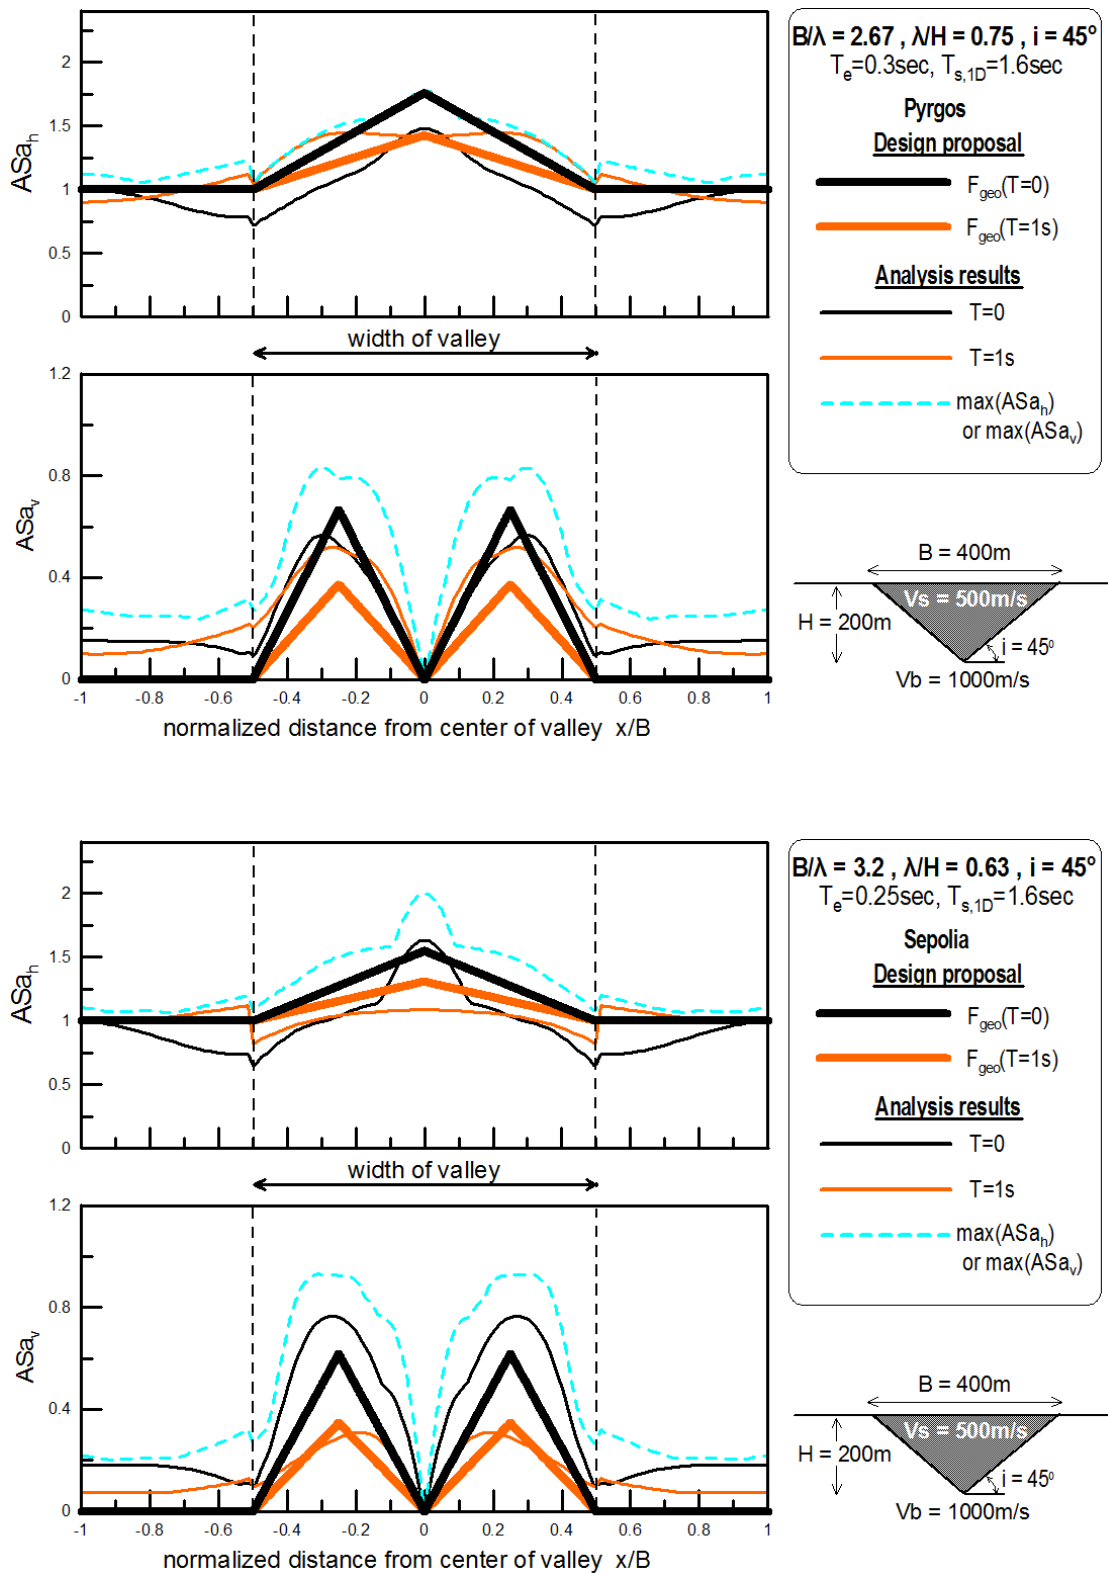 2
1.5
1
0.5
0
ASa_h
B/λ = 2.67 , λ/H = 0.75 , i = 45º
T_e=0.3sec, T_s,1D=1.6sec
Pyrgos
Design proposal
F_geo(T=0)
F_geo(T=1s)
Analysis results
T=0
T=1s
max(ASa_h)
or max(ASa_v)
width of valley
1.2
0.8
0.4
0
ASa_v
-1 -0.8 -0.6 -0.4 -0.2 0 0.2 0.4 0.6 0.8 1
normalized distance from center of valley x/B
B = 400m
Vs = 500m/s
H = 200m
i = 45⁰
Vb = 1000m/s
2
1.5
1
0.5
0
ASa_h
B/λ = 3.2 , λ/H = 0.63 , i = 45º
T_e=0.25sec, T_s,1D=1.6sec
Sepolia
Design proposal
F_geo(T=0)
F_geo(T=1s)
Analysis results
T=0
T=1s
max(ASa_h)
or max(ASa_v)
width of valley
1.2
0.8
0.4
0
ASa_v
-1 -0.8 -0.6 -0.4 -0.2 0 0.2 0.4 0.6 0.8 1
normalized distance from center of valley x/B
B = 400m
Vs = 500m/s
H = 200m
i = 45⁰
Vb = 1000m/s